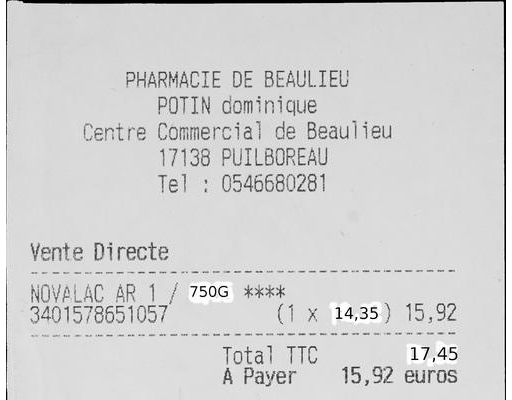 PHARMACIE DE BEAULIEU
POTIN dominique
Centre Commercial de Beaulieu
17138 PUILBOREAU
Tel : 0546680281
Vente Directe
NOVALAC AR 1 / 750G ****
3401578651057 (1 x 14,35) 15,92
Total TTC 17,45
A Payer 15,92 euros